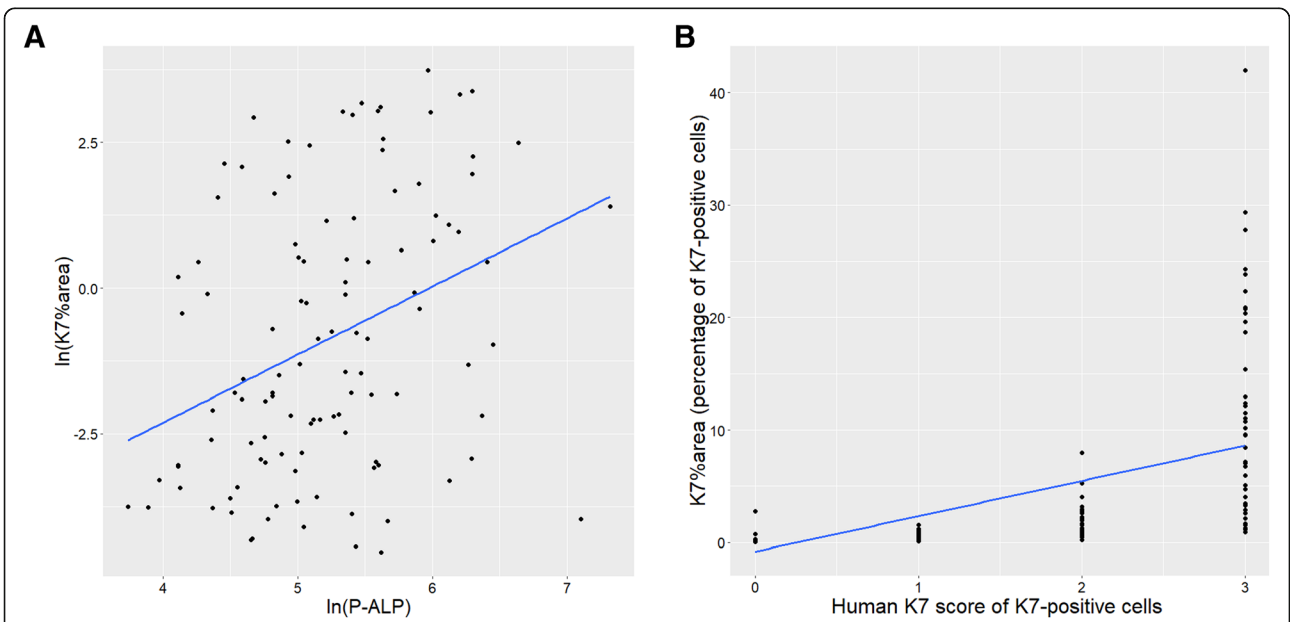 A
B
ln(K7%area)
2.5
0.0
-2.5
4 5 6 7
ln(P-ALP)
K7%area (percentage of K7-positive cells)
40
30
20
10
0
0 1 2 3
Human K7 score of K7-positive cells